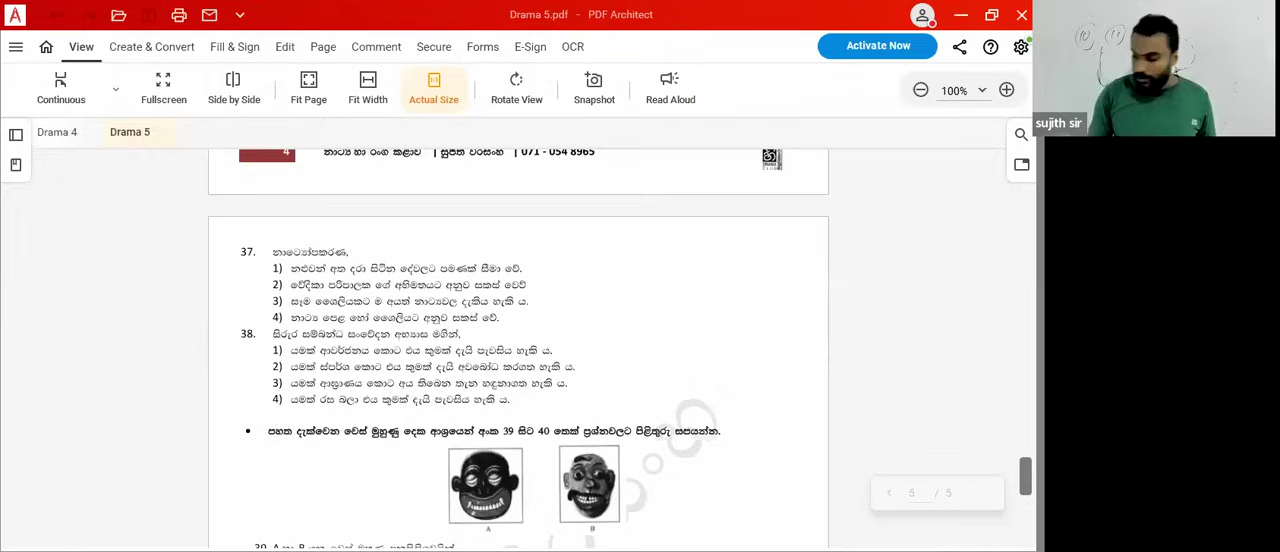 Drama 5.pdf - PDF Architect
View Create & Convert Fill & Sign Edit Page Comment Secure Forms E-Sign OCR Activate Now
Continuous Fullscreen Side by Side Fit Page Fit Width Actual Size Rotate View Snapshot Read Aloud 100%
sujith sir
Drama 4 Drama 5
4 නාට්‍ය හා රංග කලාව | සුජිත් වීරසිංහ | 071 - 054 8965
37. නාට්‍යෝපකරණ,
1) නළුවන් අත දරා සිටින දේවලට පමණක් සීමා වේ.
2) වේදිකා පරිපාලක ගේ අභිමතයට අනුව සකස් වෙව්
3) සෑම ශෛලියකට ම අයත් නාට්‍යවල දැකිය හැකි ය.
4) නාට්‍ය පෙළ හෝ ශෛලියට අනුව සකස් වේ.
38. සිරුර සම්බන්ධ සංවේදන අභ්‍යාස මගින්,
1) යමක් ආවර්ජනය කොට එය කුමක් දැයි පැවසිය හැකි ය.
2) යමක් ස්පර්ශ කොට එය කුමක් දැයි අවබෝධ කරගත හැකි ය.
3) යමක් ආඝ්‍රාණය කොට අය තිබෙන තැන හඳුනාගත හැකි ය.
4) යමක් රස බලා එය කුමක් දැයි පැවසිය හැකි ය.
• පහත දැක්වෙන වෙස් මුහුණු දෙක ආශ්‍රයෙන් අංක 39 සිට 40 තෙක් ප්‍රශ්නවලට පිළිතුරු සපයන්න.
A B
5 / 5